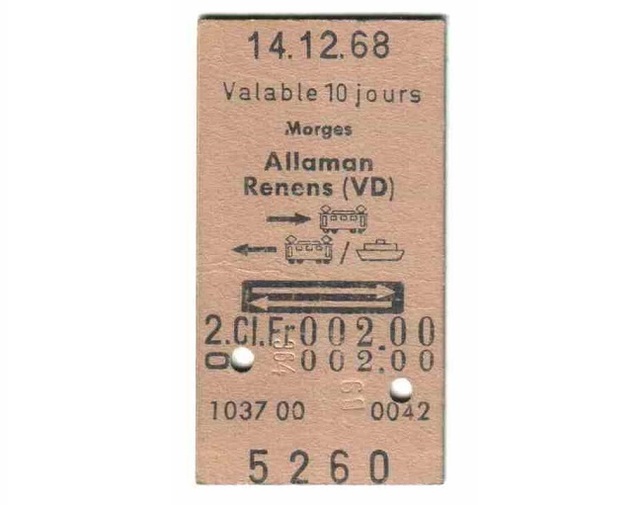 14.12.68
Valable 10 jours
Morges
Allaman
Renens (VD)
/
2.Cl.Fr 002.00
0 002.00
1037 00 0042
5260